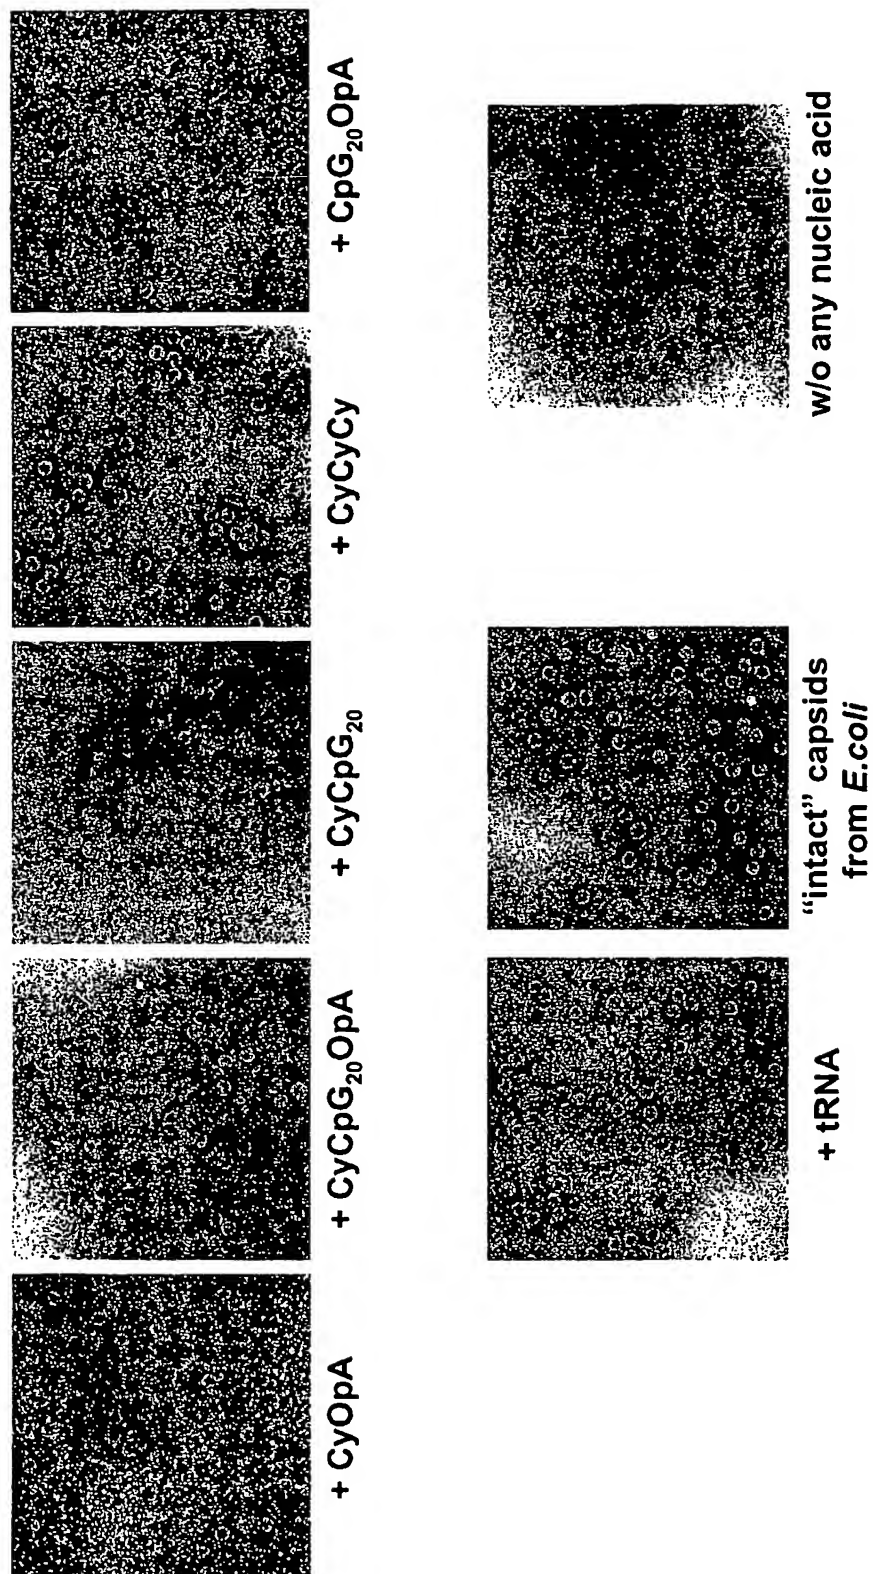 + CyOpA
+ CyCpG₂₀OpA
+ CyCpG₂₀
+ CyCyCy
+ CpG₂₀OpA
+ tRNA
"intact" capsids
from E.coli
w/o any nucleic acid